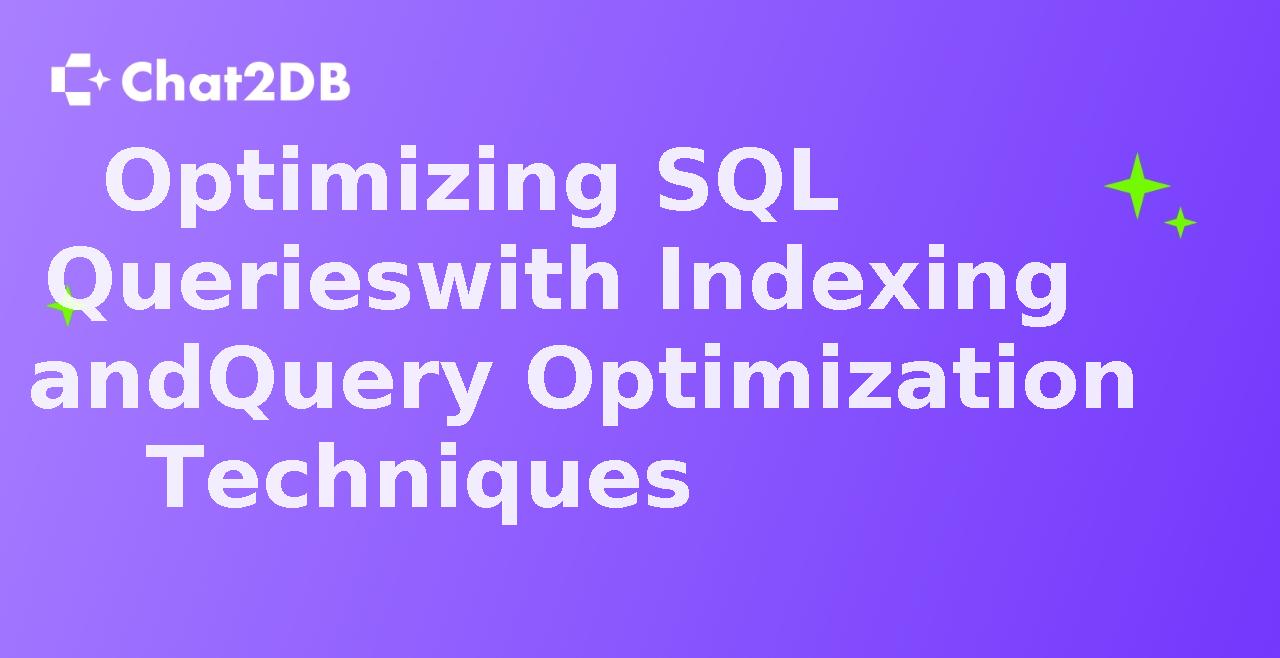 Chat2DB
Optimizing SQL
Querieswith Indexing
andQuery Optimization
Techniques